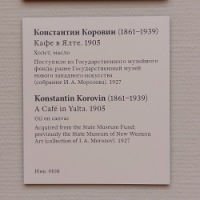 Константин Коровин (1861–1939)
Кафе в Ялте. 1905
Холст, масло
Поступило из Государственного музейного
фонда; ранее Государственный музей
нового западного искусства
(собрание И. А. Морозова), 1927
Konstantin Korovin (1861–1939)
A Café in Yalta. 1905
Oil on canvas
Acquired from the State Museum Fund;
previously the State Museum of New Western
Art (collection of I. A. Morozov), 1927
Инв. 9108